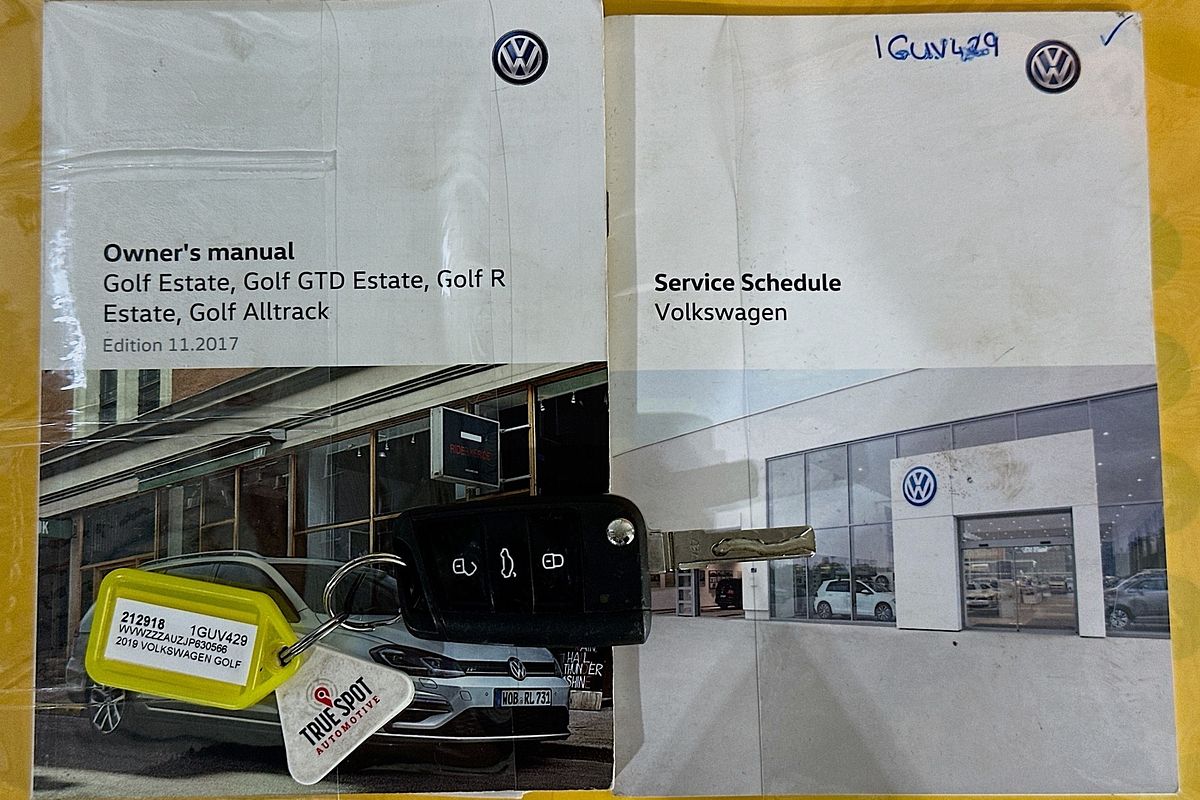 Owner's manual
Golf Estate, Golf GTD Estate, Golf R
Estate, Golf Alltrack
Edition 11.2017
1GUV429
Service Schedule
Volkswagen
212918 1GUV429
WVWZZZAUZJP630566
2019 VOLKSWAGEN GOLF
TRUE SPOT
AUTOMOTIVE
WOB RL 731
THUNDER